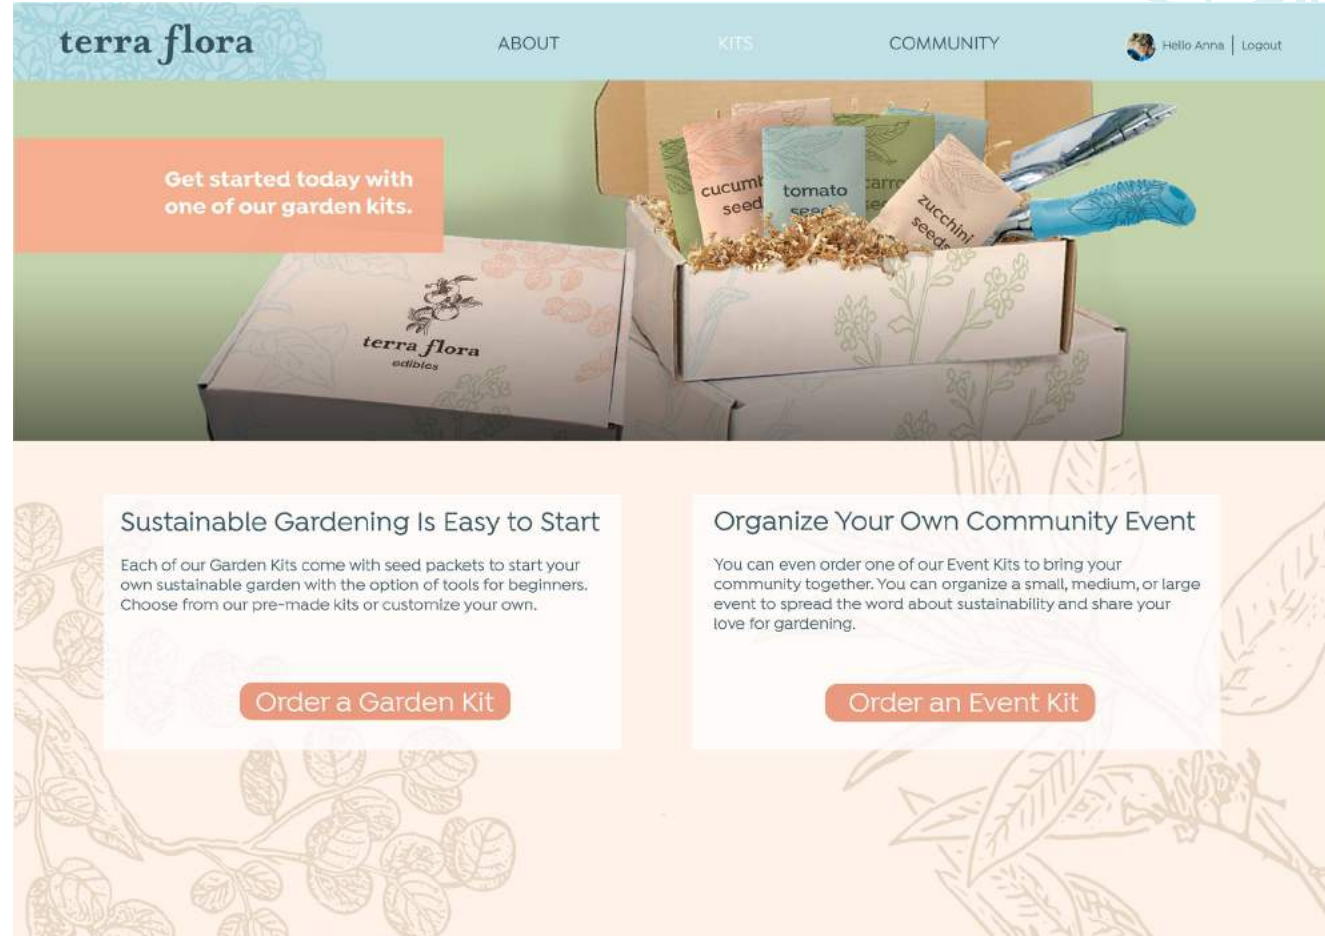 terra flora
ABOUT
KITS
COMMUNITY
Hello Anna | Logout
Get started today with
one of our garden kits.
tomato
zucchini
seeds
terra flora
edibles
Sustainable Gardening Is Easy to Start
Each of our Garden Kits come with seed packets to start your
own sustainable garden with the option of tools for beginners.
Choose from our pre-made kits or customize your own.
Order a Garden Kit
Organize Your Own Community Event
You can even order one of our Event Kits to bring your
community together. You can organize a small, medium, or large
event to spread the word about sustainability and share your
love for gardening.
Order an Event Kit